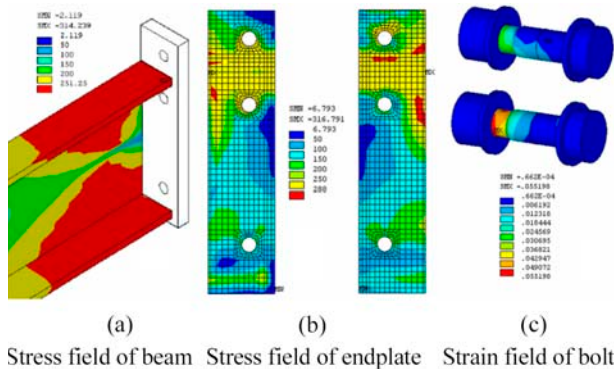 SMN =2.119
SMX =314.239
2.119
50
100
150
200
251.25
SMN =6.793
SMX =316.791
6.793
50
100
150
200
250
288
SMN =.662E-04
SMX =.055198
.662E-04
.006192
.012318
.018444
.024569
.030695
.036821
.042947
.049072
.055198
(a) (b) (c)
Stress field of beam Stress field of endplate Strain field of bolt